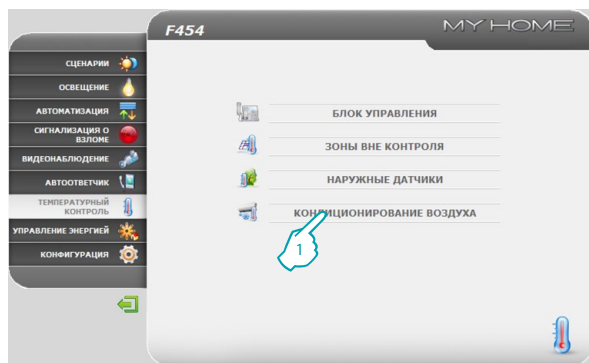 F454
MY HOME
СЦЕНАРИИ
ОСВЕЩЕНИЕ
АВТОМАТИЗАЦИЯ
СИГНАЛИЗАЦИЯ О
ВЗЛОМЕ
ВИДЕОНАБЛЮДЕНИЕ
АВТООТВЕТЧИК
ТЕМПЕРАТУРНЫЙ
КОНТРОЛЬ
УПРАВЛЕНИЕ ЭНЕРГИЕЙ
КОНФИГУРАЦИЯ
БЛОК УПРАВЛЕНИЯ
ЗОНЫ ВНЕ КОНТРОЛЯ
НАРУЖНЫЕ ДАТЧИКИ
КОНДИЦИОНИРОВАНИЕ ВОЗДУХА
1